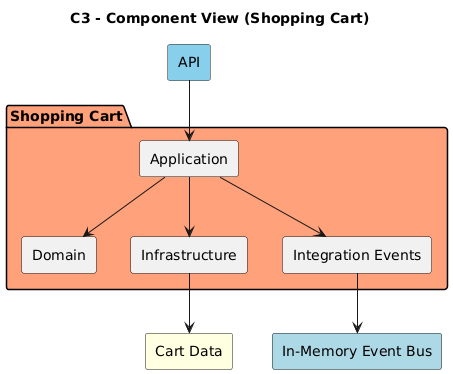 C3 - Component View (Shopping Cart)
API
Shopping Cart
Application
Domain
Infrastructure
Integration Events
Cart Data
In-Memory Event Bus